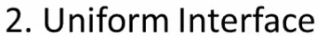 2. Uniform Interface